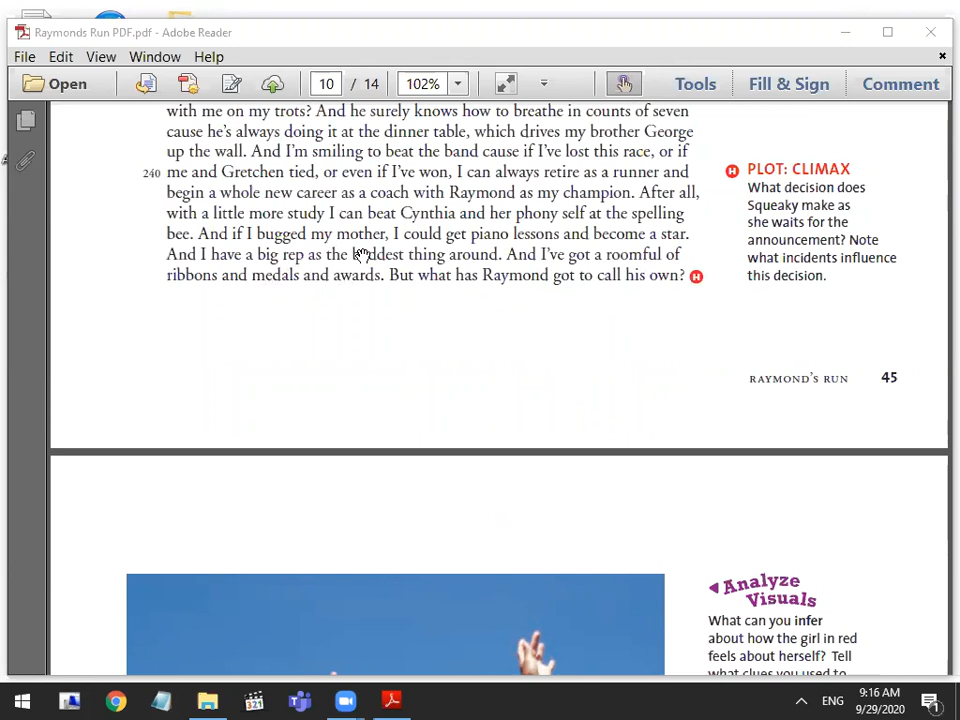 Raymonds Run PDF.pdf - Adobe Reader
File Edit View Window Help
Open 10 / 14 102% Tools Fill & Sign Comment
with me on my trots? And he surely knows how to breathe in counts of seven
cause he's always doing it at the dinner table, which drives my brother George
up the wall. And I'm smiling to beat the band cause if I've lost this race, or if
240 me and Gretchen tied, or even if I've won, I can always retire as a runner and
begin a whole new career as a coach with Raymond as my champion. After all,
with a little more study I can beat Cynthia and her phony self at the spelling
bee. And if I bugged my mother, I could get piano lessons and become a star.
And I have a big rep as the baddest thing around. And I've got a roomful of
ribbons and medals and awards. But what has Raymond got to call his own? H
H PLOT: CLIMAX
What decision does
Squeaky make as
she waits for the
announcement? Note
what incidents influence
this decision.
RAYMOND'S RUN 45
Analyze
Visuals
What can you infer
about how the girl in red
feels about herself? Tell
what clues you used to
321
ENG
9:16 AM
9/29/2020
1